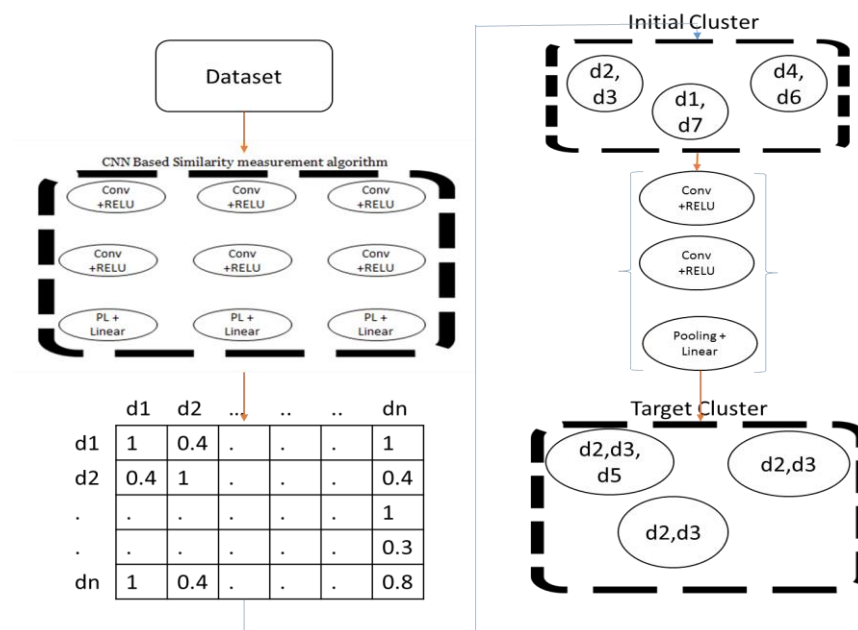 Dataset
CNN Based Similarity measurement algorithm
Conv
+RELU
Conv
+RELU
Conv
+RELU
Conv
+RELU
Conv
+RELU
Conv
+RELU
PL +
Linear
PL +
Linear
PL +
Linear
d1 d2 ... .. .. dn
d1 1 0.4 . . . 1
d2 0.4 1 . . . 0.4
. . . . . . 1
. . . . . . 0.3
dn 1 0.4 . . . 0.8
Initial Cluster
d2,
d3
d1,
d7
d4,
d6
Conv
+RELU
Conv
+RELU
Pooling +
Linear
Target Cluster
d2,d3,
d5
d2,d3
d2,d3